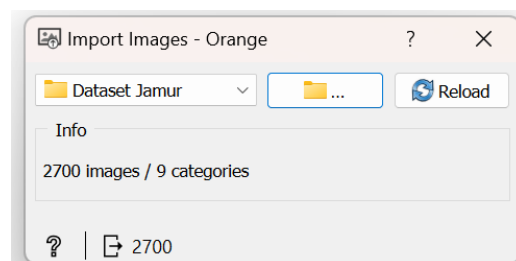 Import Images - Orange ?
Dataset Jamur ... Reload
Info
2700 images / 9 categories
? 2700